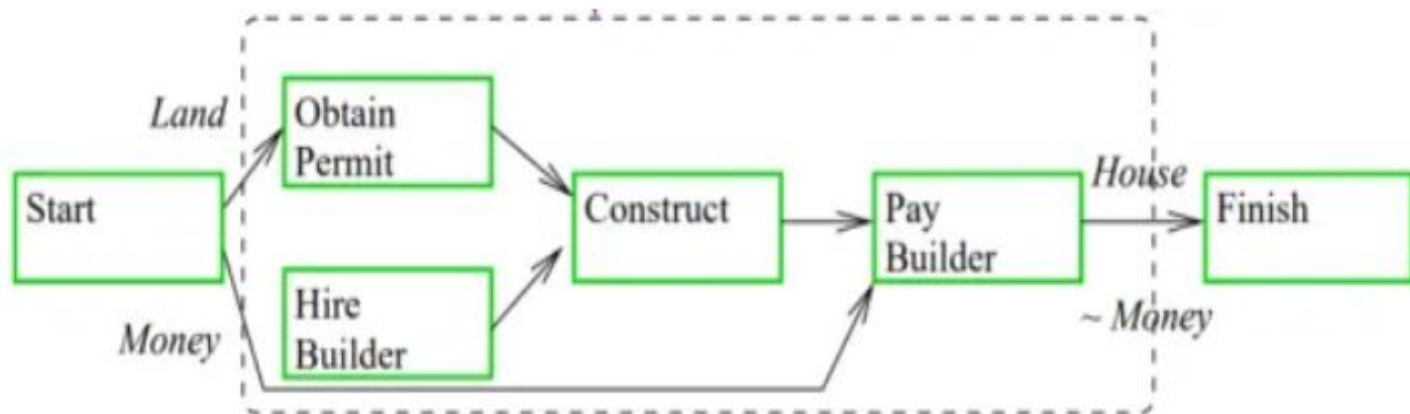 Land
Obtain
Permit
Start
Construct
Pay
Builder
House
Finish
Hire
Builder
Money
~ Money